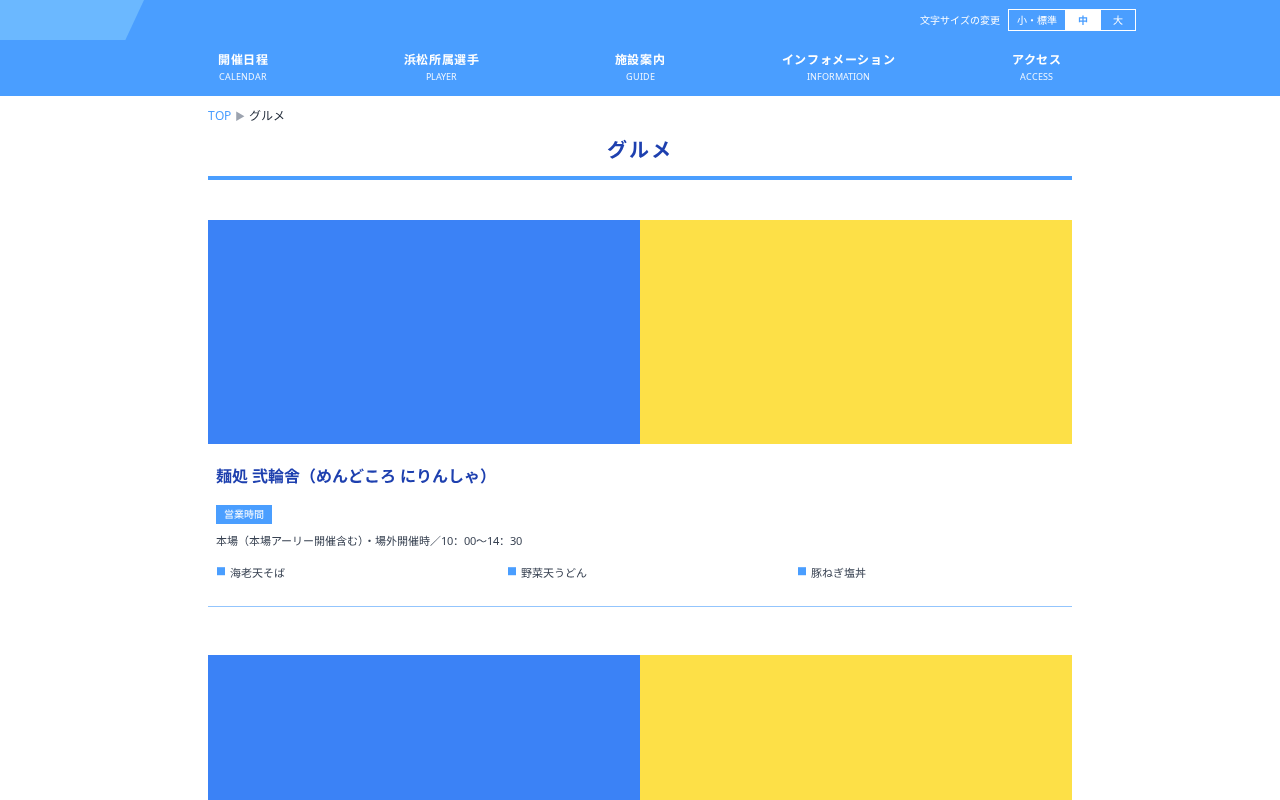 文字サイズの変更 小・標準 中 大
開催日程 浜松所属選手 施設案内 インフォメーション アクセス
CALENDAR PLAYER GUIDE INFORMATION ACCESS
TOP ▶ グルメ
グルメ
麺処 弐輪舎（めんどころ にりんしゃ）
営業時間
本場（本場アーリー開催含む）・場外開催時／10：00～14：30
■ 海老天そば ■ 野菜天うどん ■ 豚ねぎ塩丼